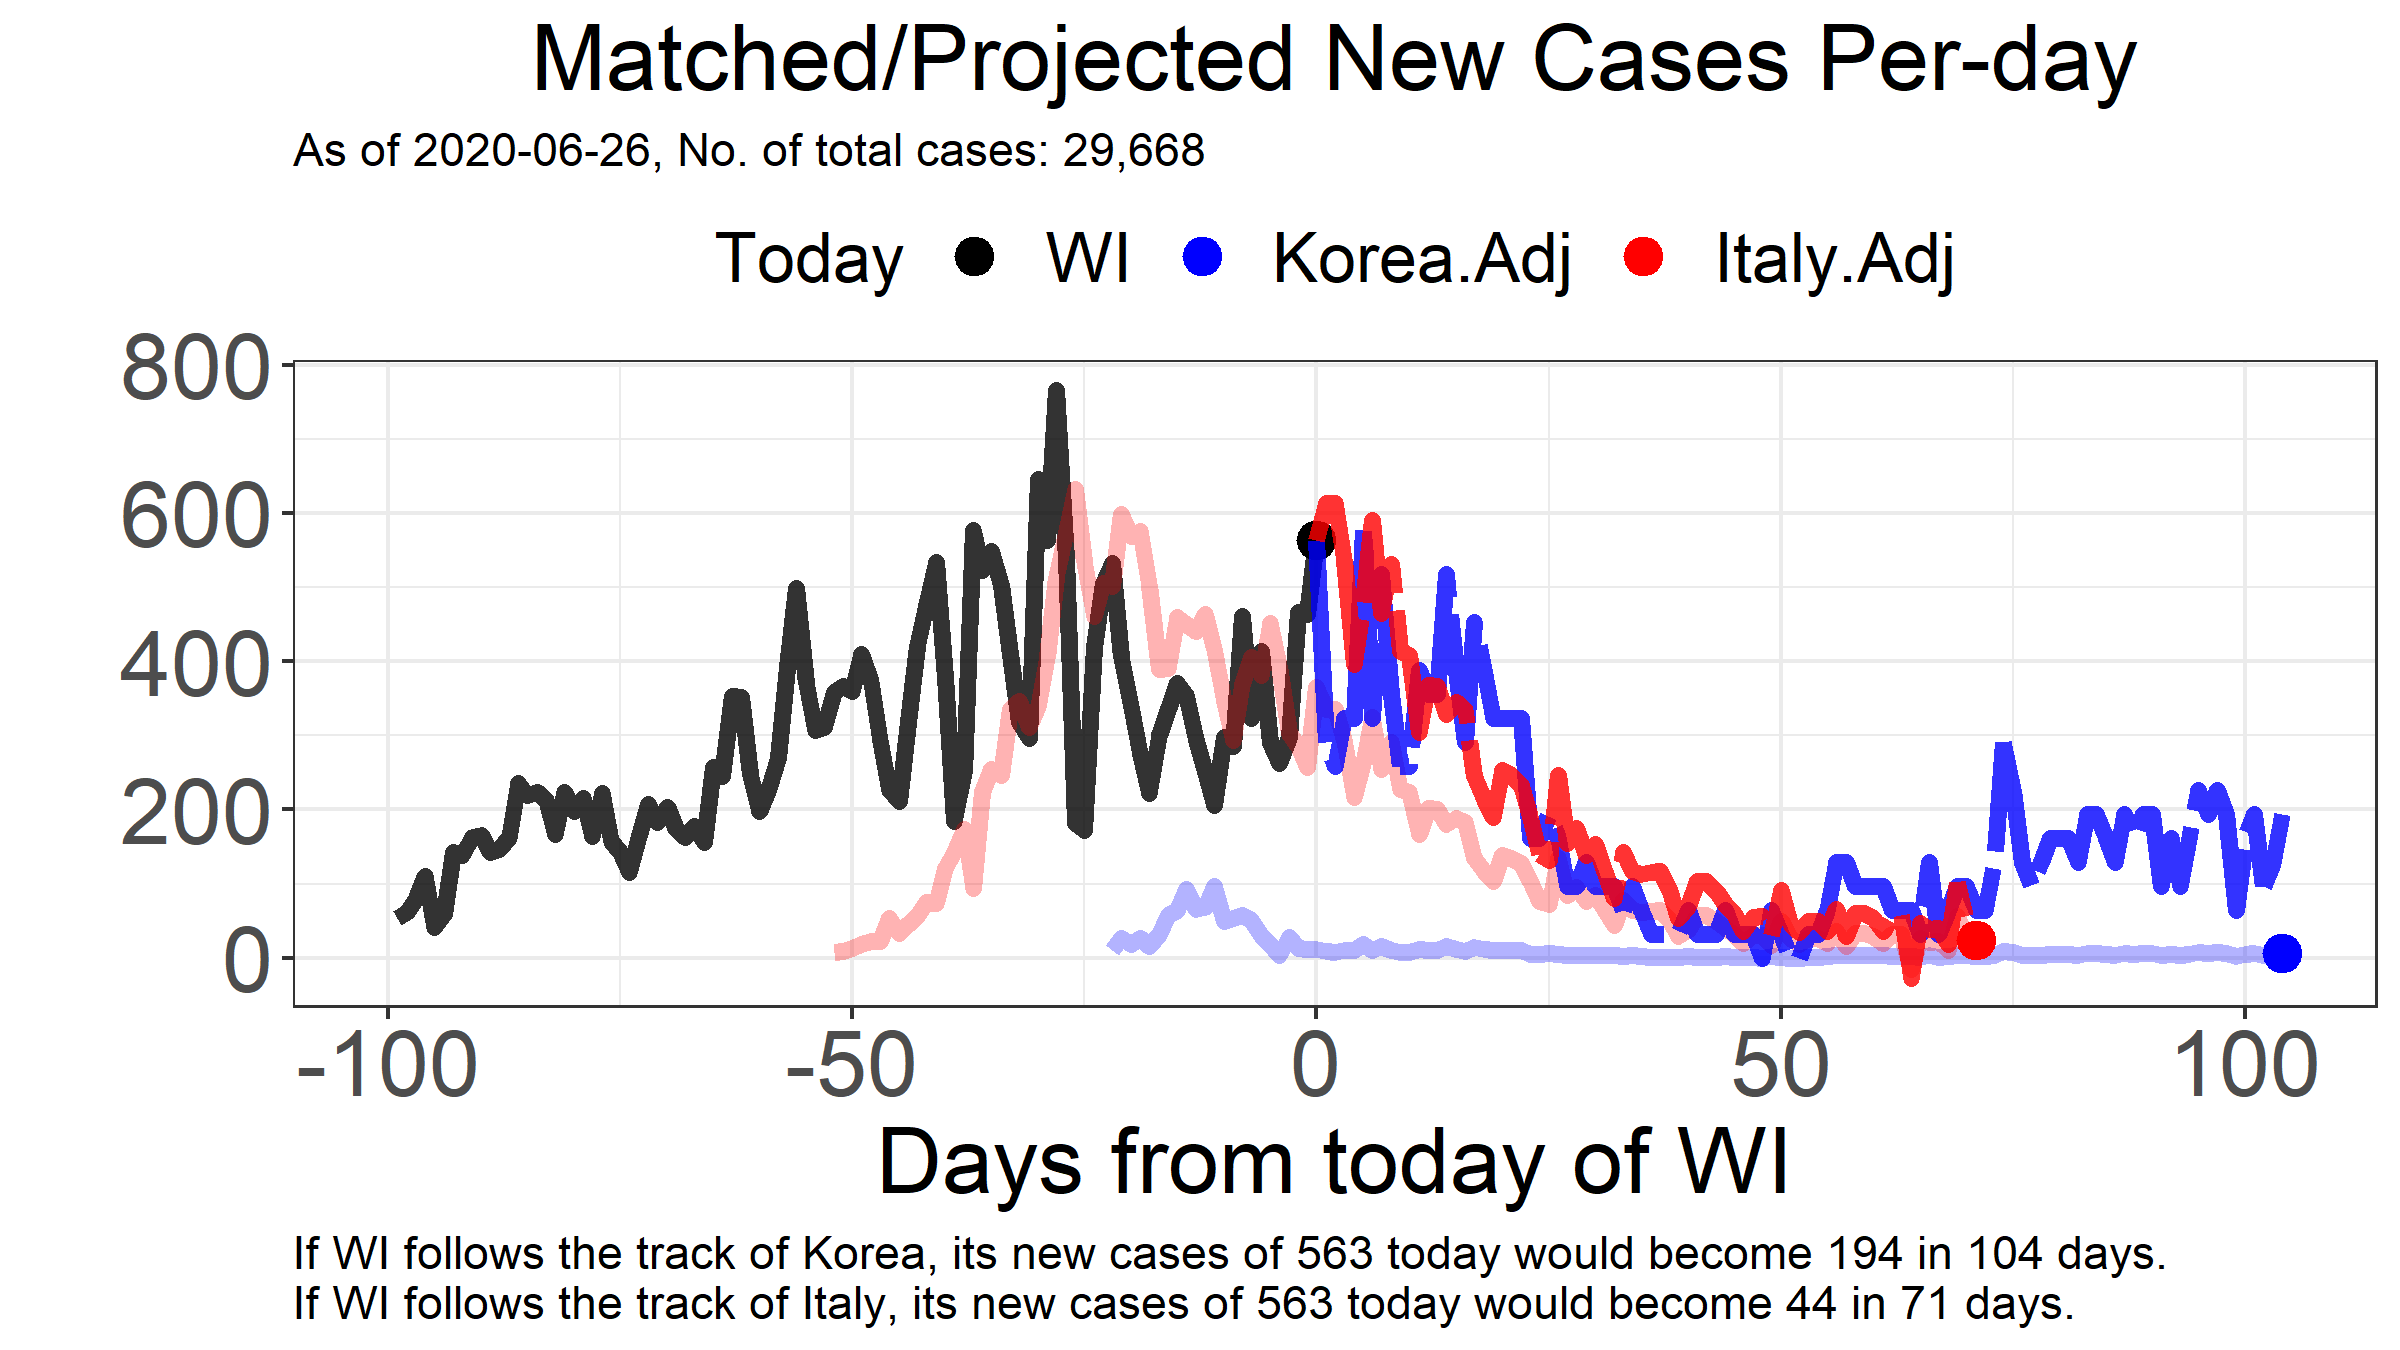 Matched/Projected New Cases Per-day
As of 2020-06-26, No. of total cases: 29,668
Today WI Korea.Adj Italy.Adj
800
600
400
200
0
-100 -50 0 50 100
Days from today of WI
If WI follows the track of Korea, its new cases of 563 today would become 194 in 104 days.
If WI follows the track of Italy, its new cases of 563 today would become 44 in 71 days.